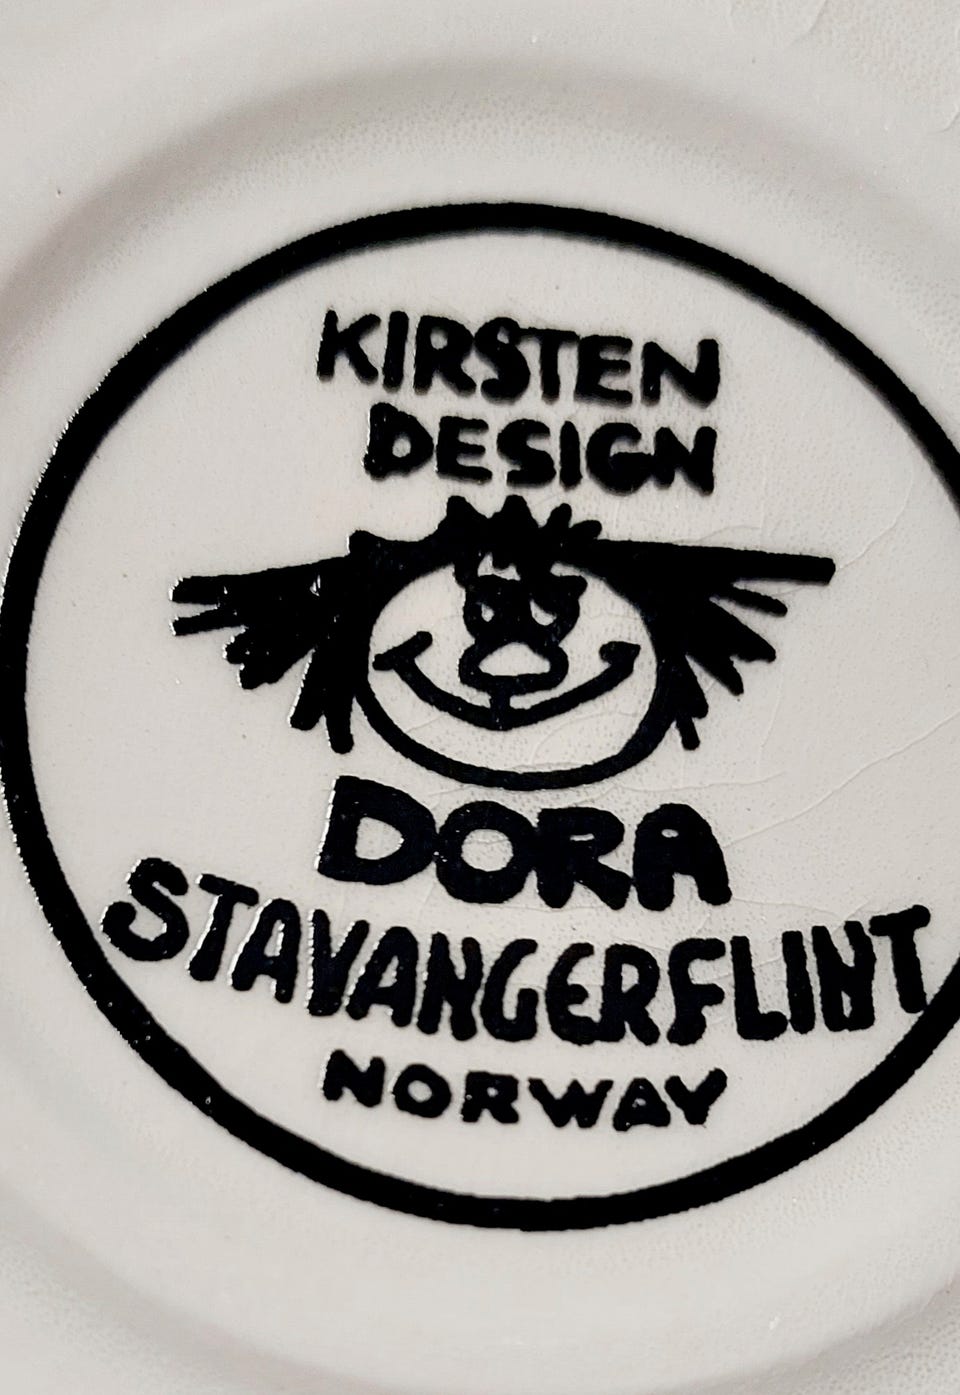 KIRSTEN
DESIGN
DORA
STAVANGERFLINT
NORWAY